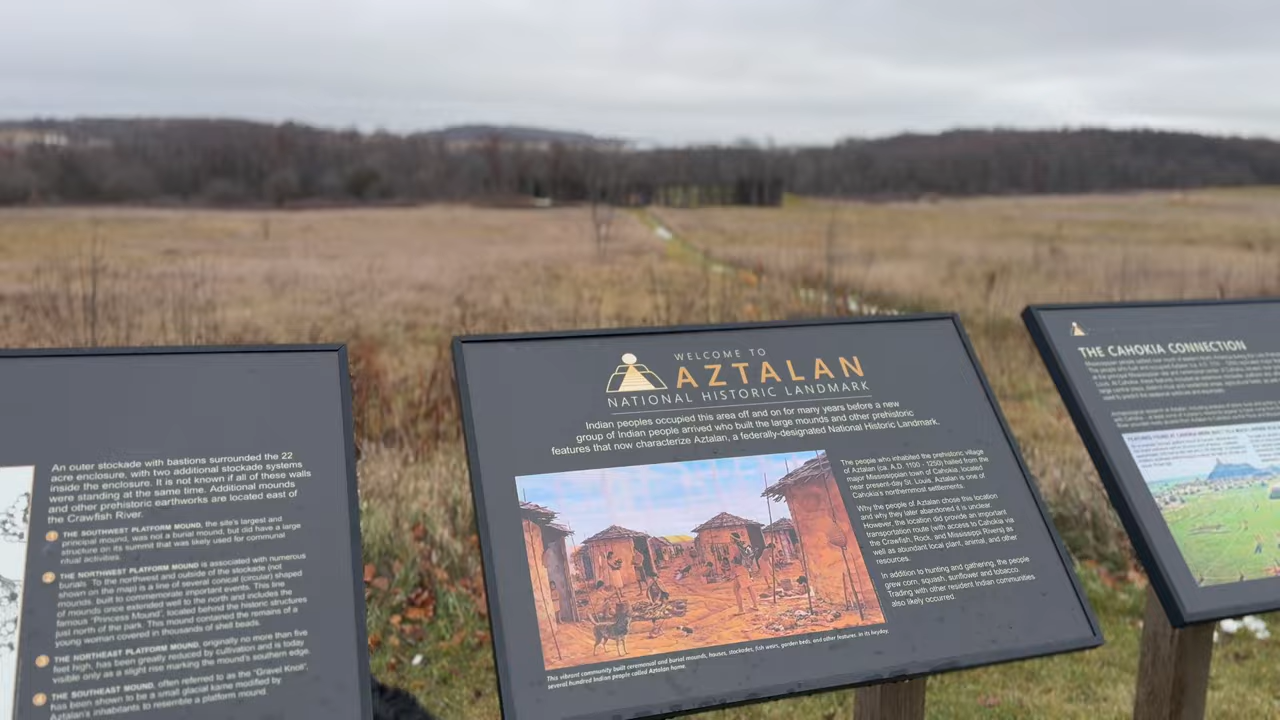 An outer stockade with bastions surrounded the 22
acre enclosure, with two additional stockade systems
inside the enclosure. It is not known if all of these walls
were standing at the same time. Additional mounds
and other prehistoric earthworks are located east of
the Crawfish River.
1 THE SOUTHWEST PLATFORM MOUND, the site's largest and
principal mound, was not a burial mound, but did have a large
structure on its summit that was likely used for communal
ritual activities.
2 THE NORTHWEST PLATFORM MOUND is associated with numerous
burials. To the northwest and outside of the stockade (not
shown on the map) is a line of several conical (circular) shaped
mounds, built to commemorate important events. This line
of mounds once extended well to the north and includes the
famous "Princess Mound", located behind the historic structures
just north of the park. This mound contained the remains of a
young woman covered in thousands of shell beads.
3 THE NORTHEAST PLATFORM MOUND, originally no more than five
feet high, has been greatly reduced by cultivation and is today
visible only as a slight rise marking the mound's southern edge.
4 THE SOUTHEAST MOUND, often referred to as the "Gravel Knoll",
has been shown to be a small glacial kame modified by
Aztalan's inhabitants to resemble a platform mound.
WELCOME TO
AZTALAN
NATIONAL HISTORIC LANDMARK
Indian peoples occupied this area off and on for many years before a new
group of Indian people arrived who built the large mounds and other prehistoric
features that now characterize Aztalan, a federally-designated National Historic Landmark.
The people who inhabited the prehistoric village
of Aztalan (ca. A.D. 1100 - 1250) hailed from the
major Mississippian town of Cahokia, located
near present-day St. Louis. Aztalan is one of
Cahokia's northernmost settlements.
Why the people of Aztalan chose this location
and why they later abandoned it is unclear.
However, the location did provide an important
transportation route (with access to Cahokia via
the Crawfish, Rock, and Mississippi Rivers) as
well as abundant local plant, animal, and other
resources.
In addition to hunting and gathering, the people
grew corn, squash, sunflower and tobacco.
Trading with other resident Indian communities
also likely occurred.
This vibrant community built ceremonial and burial mounds, houses, stockades, fish weirs, garden beds, and other features. In its heyday,
several hundred Indian people called Aztalan home.
THE CAHOKIA CONNECTION